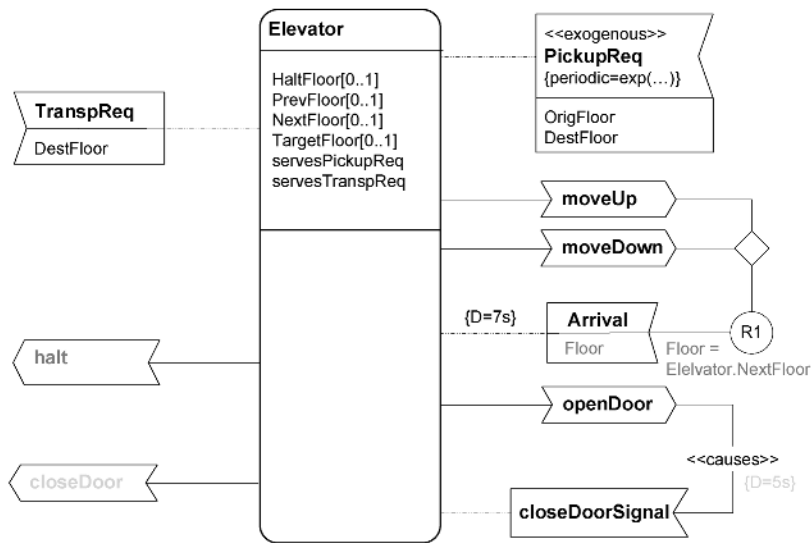 Elevator
HaltFloor[0..1]
PrevFloor[0..1]
NextFloor[0..1]
TargetFloor[0..1]
servesPickupReq
servesTranspReq
<<exogenous>>
PickupReq
{periodic=exp(…)}
OrigFloor
DestFloor
TranspReq
DestFloor
moveUp
moveDown
{D=7s}
Arrival
Floor
R1
Floor =
Elelvator.NextFloor
halt
openDoor
<<causes>>
{D=5s}
closeDoor
closeDoorSignal